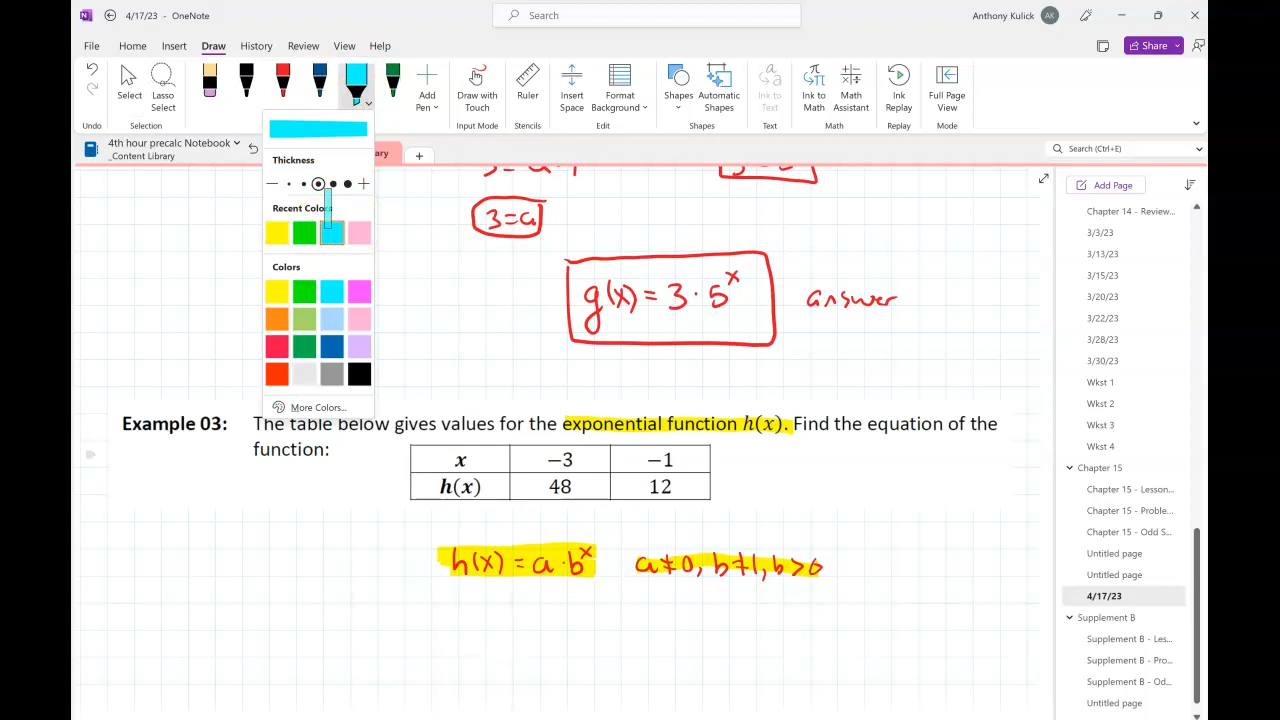 4/17/23 - OneNote
Search
Anthony Kulick AK
File Home Insert Draw History Review View Help
Share
Select
Lasso Select
Add Pen
Draw with Touch
Ruler
Insert Space
Format Background
Shapes
Automatic Shapes
Ink to Text
Ink to Math
Math Assistant
Ink Replay
Full Page View
Undo Selection Input Mode Stencils Edit Shapes Text Math Replay Mode
4th hour precalc Notebook
_Content Library
ary
Search (Ctrl+E)
Thickness
Recent Colors
Colors
More Colors...
Add Page
Chapter 14 - Review...
3/3/23
3/13/23
3/15/23
3/20/23
3/22/23
3/28/23
3/30/23
Wkst 1
Wkst 2
Wkst 3
Wkst 4
Chapter 15
Chapter 15 - Lesson...
Chapter 15 - Proble...
Chapter 15 - Odd S...
Untitled page
Untitled page
4/17/23
Supplement B
Supplement B - Les...
Supplement B - Pro...
Supplement B - Od...
Untitled page
3=a
g(x) = 3 · 5^x answer
Example 03: The table below gives values for the exponential function h(x). Find the equation of the
function:
x −3 −1
h(x) 48 12
h(x) = a · b^x a≠0, b≠1, b>0